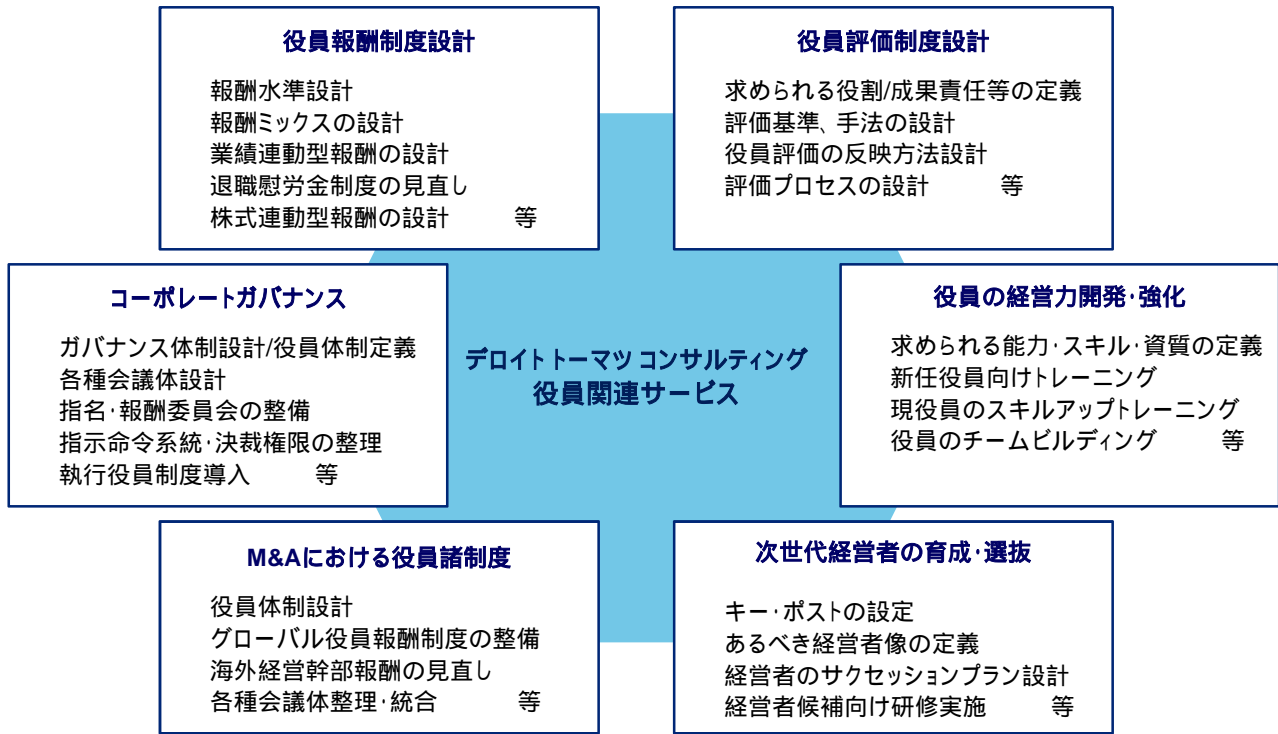 役員報酬制度設計
報酬水準設計
報酬ミックスの設計
業績連動型報酬の設計
退職慰労金制度の見直し
株式連動型報酬の設計　　等
役員評価制度設計
求められる役割/成果責任等の定義
評価基準、手法の設計
役員評価の反映方法設計
評価プロセスの設計　　等
コーポレートガバナンス
ガバナンス体制設計/役員体制定義
各種会議体設計
指名・報酬委員会の整備
指示命令系統・決裁権限の整理
執行役員制度導入　　等
デロイト トーマツ コンサルティング
役員関連サービス
役員の経営力開発・強化
求められる能力・スキル・資質の定義
新任役員向けトレーニング
現役員のスキルアップトレーニング
役員のチームビルディング　　等
M&Aにおける役員諸制度
役員体制設計
グローバル役員報酬制度の整備
海外経営幹部報酬の見直し
各種会議体整理・統合　　等
次世代経営者の育成・選抜
キー・ポストの設定
あるべき経営者像の定義
経営者のサクセッションプラン設計
経営者候補向け研修実施　　等